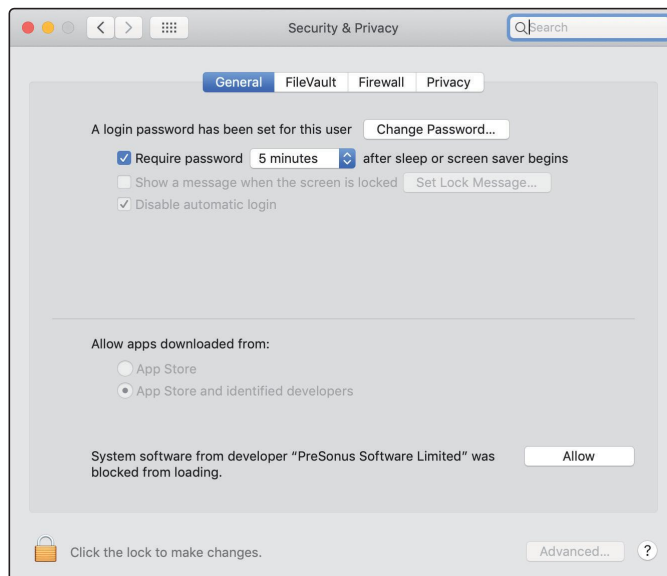 Security & Privacy
Search
General FileVault Firewall Privacy
A login password has been set for this user Change Password...
Require password 5 minutes after sleep or screen saver begins
Show a message when the screen is locked Set Lock Message...
Disable automatic login
Allow apps downloaded from:
App Store
App Store and identified developers
System software from developer “PreSonus Software Limited” was Allow
blocked from loading.
Click the lock to make changes. Advanced... ?